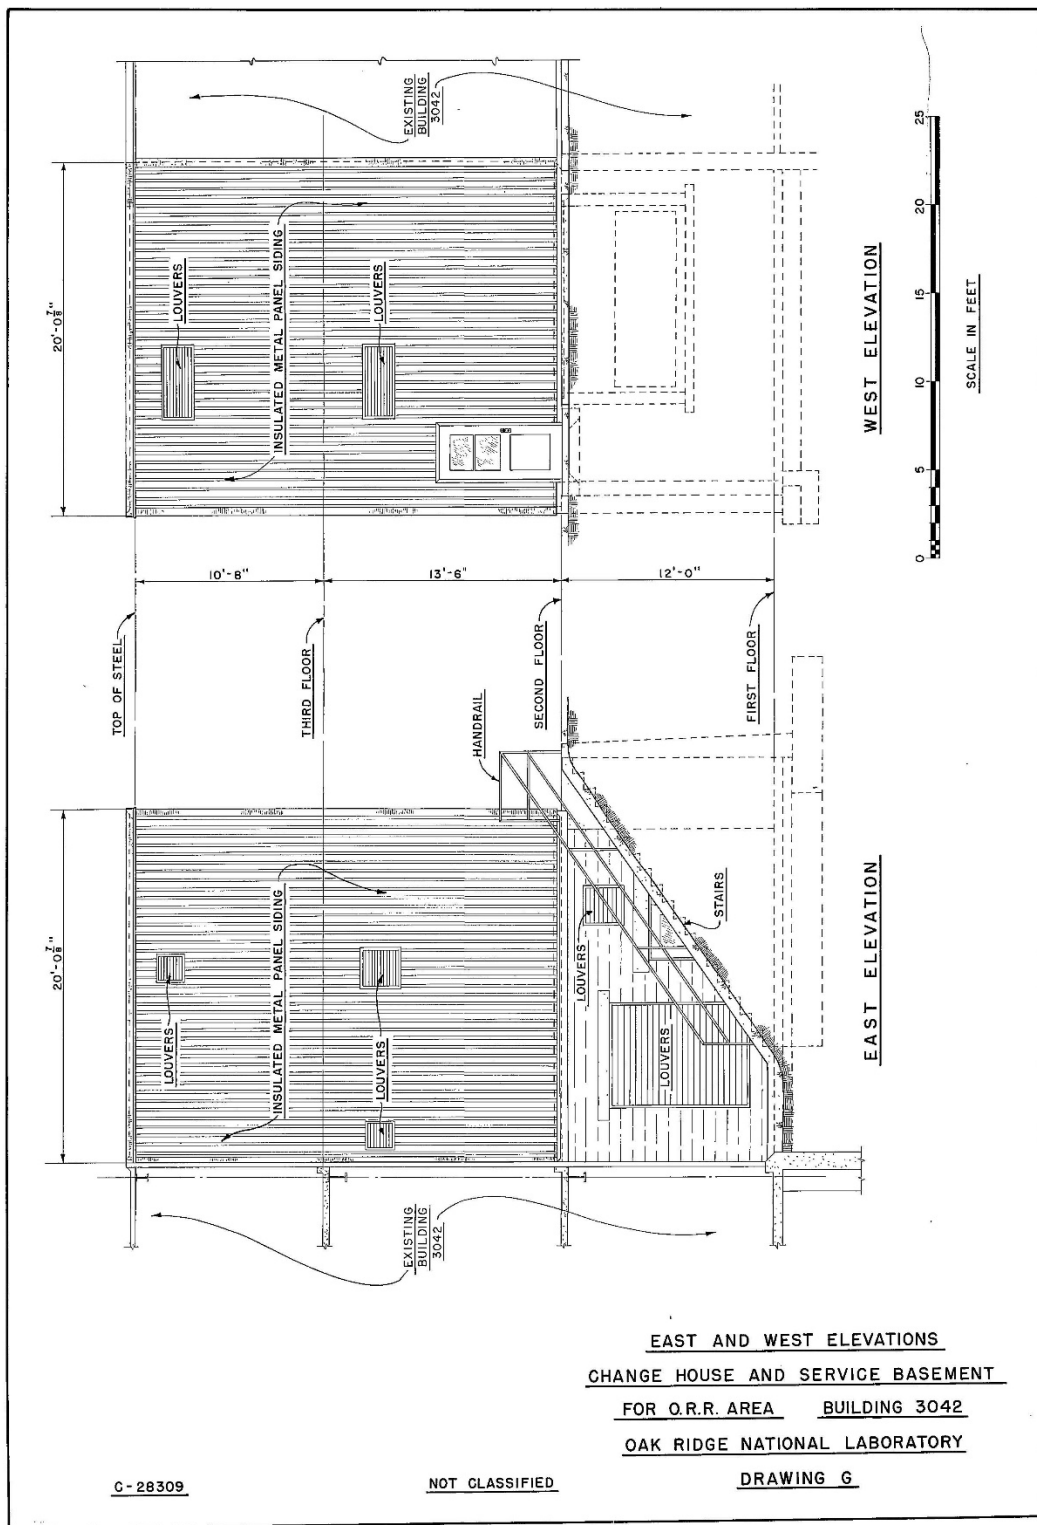 20'-0 7/8"
EXISTING
BUILDING
3042
LOUVERS
INSULATED METAL PANEL SIDING
LOUVERS
WEST ELEVATION
0 5 10 15 20 25
SCALE IN FEET
10'-8"
13'-6"
12'-0"
TOP OF STEEL
THIRD FLOOR
SECOND FLOOR
FIRST FLOOR
HANDRAIL
20'-0 7/8"
LOUVERS
INSULATED METAL PANEL SIDING
LOUVERS
LOUVERS
LOUVERS
STAIRS
EXISTING
BUILDING
3042
EAST ELEVATION
EAST AND WEST ELEVATIONS
CHANGE HOUSE AND SERVICE BASEMENT
FOR O.R.R. AREA BUILDING 3042
OAK RIDGE NATIONAL LABORATORY
DRAWING G
C-28309
NOT CLASSIFIED